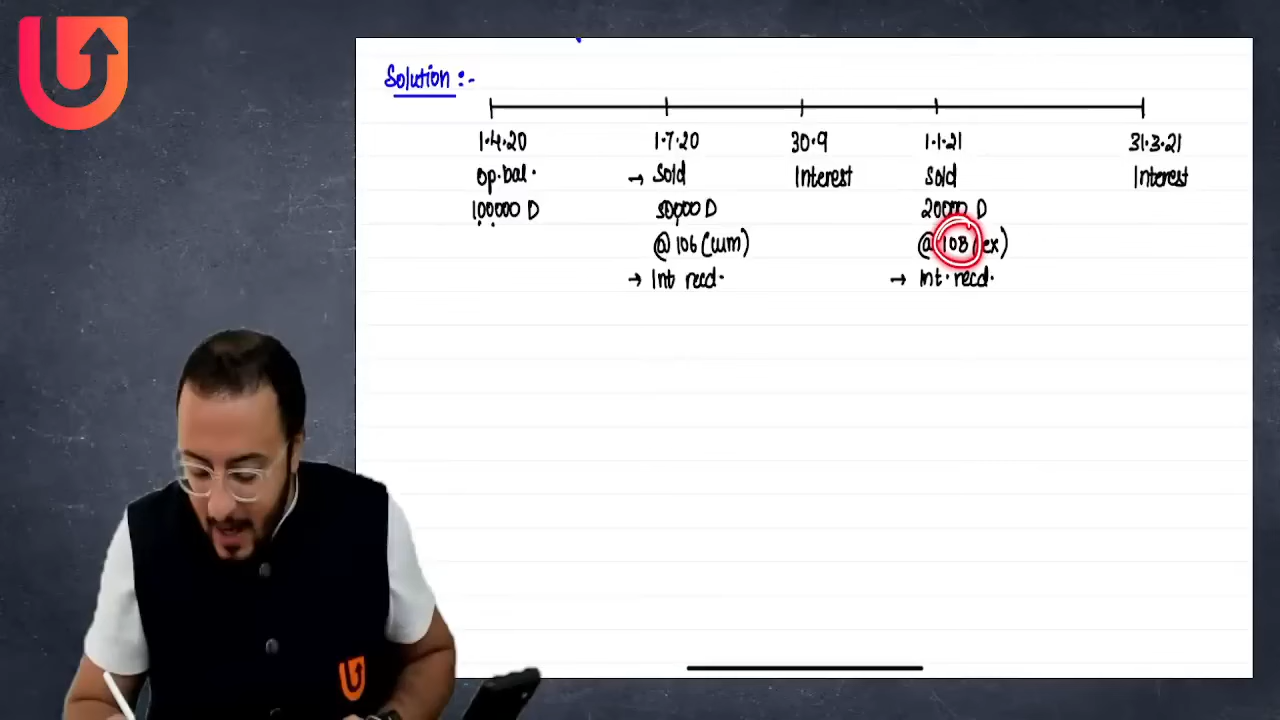 Solution :-
1.4.20 1.7.20 30.9 1.1.21 31.3.21
op.bal. → Sold Interest Sold Interest
100000 D 50000 D 20000 D
@ 106 (cum) @ 108 (ex)
→ Int recd. → Int. recd.